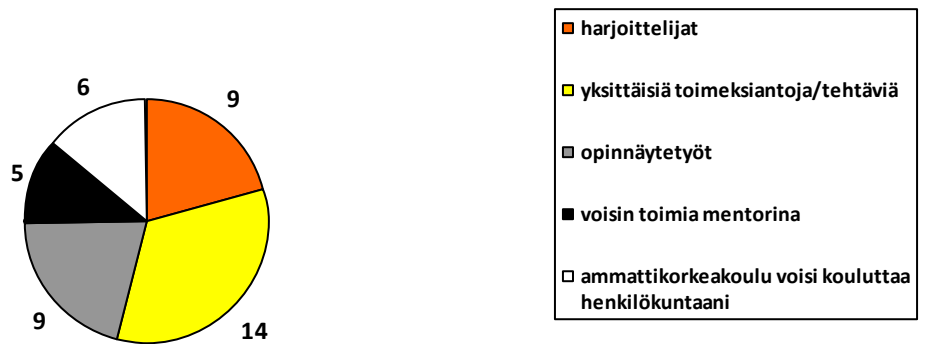 6
9
5
9
14
harjoittelijat
yksittäisiä toimeksiantoja/tehtäviä
opinnäytetyöt
voisin toimia mentorina
ammattikorkeakoulu voisi kouluttaa
henkilökuntaani